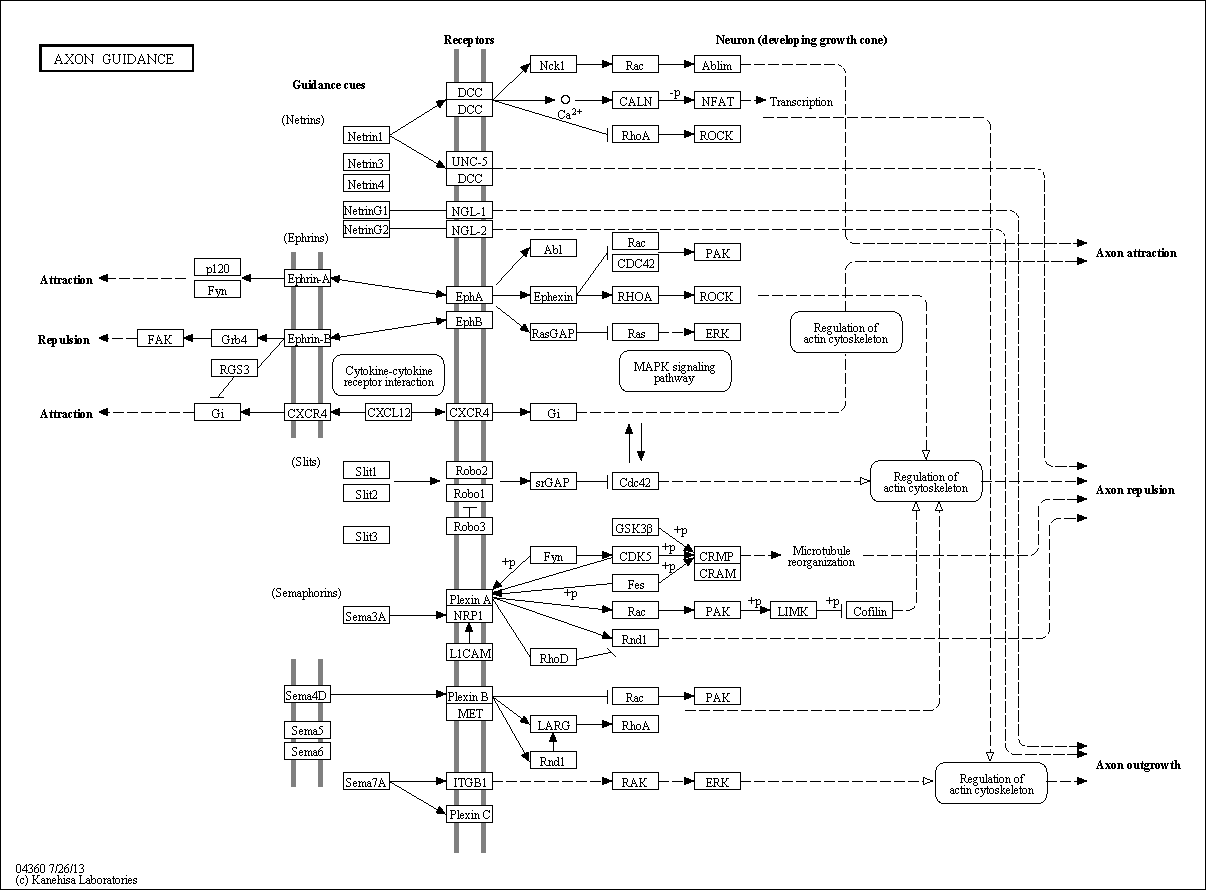 AXON GUIDANCE
Receptors
Neuron (developing growth cone)
Guidance cues
(Netrins)
Nck1
Rac
Ablim
DCC
DCC
Ca2+
CALN
-p
NFAT
Transcription
Netrin1
RhoA
ROCK
Netrin3
UNC-5
Netrin4
DCC
NetrinG1
NGL-1
NetrinG2
NGL-2
(Ephrins)
Abl
Rac
CDC42
PAK
Axon attraction
p120
Fyn
Attraction
Ephrin-A
EphA
Ephexin
RHOA
ROCK
EphB
RasGAP
Ras
ERK
Regulation of
actin cytoskeleton
Repulsion
FAK
Grb4
Ephrin-B
RGS3
Cytokine-cytokine
receptor interaction
MAPK signaling
pathway
Attraction
Gi
CXCR4
CXCL12
CXCR4
Gi
(Slits)
Slit1
Slit2
Robo2
Robo1
srGAP
Cdc42
Regulation of
actin cytoskeleton
Axon repulsion
Slit3
Robo3
GSK3β
+p
Fyn
+p
CDK5
+p
CRMP
CRAM
Microtubule
reorganization
Fes
+p
+p
(Semaphorins)
Plexin A
NRP1
Sema3A
Rac
PAK
+p
LIMK
+p
Cofilin
Rnd1
L1CAM
RhoD
Sema4D
Plexin B
MET
Rac
PAK
Sema5
LARG
RhoA
Sema6
Rnd1
Sema7A
ITGB1
RAK
ERK
Regulation of
actin cytoskeleton
Axon outgrowth
Plexin C
04360 7/26/13
(c) Kanehisa Laboratories